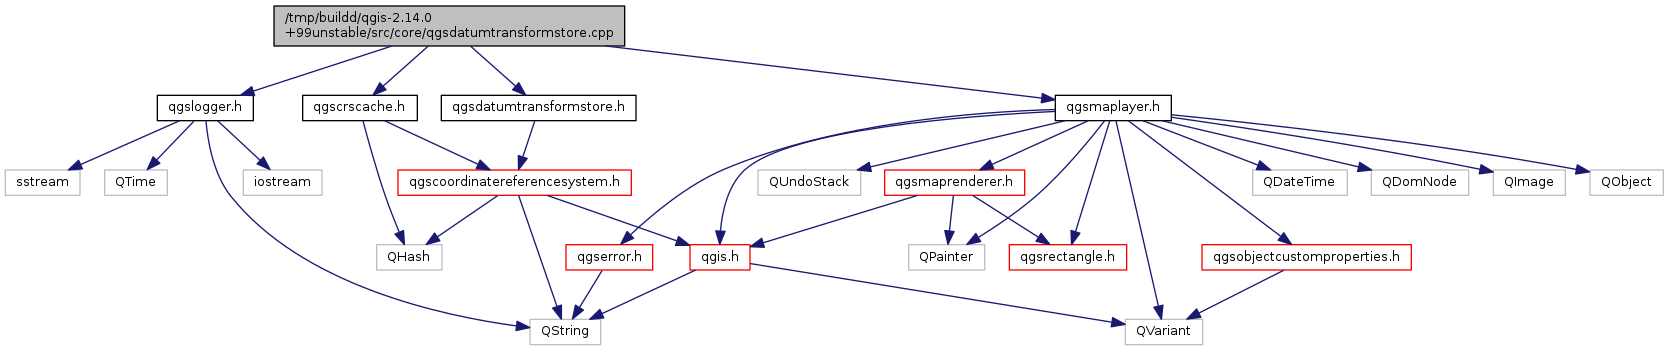 /tmp/buildd/qgis-2.14.0
+99unstable/src/core/qgsdatumtransformstore.cpp
qgslogger.h
qgscrscache.h
qgsdatumtransformstore.h
qgsmaplayer.h
sstream
QTime
iostream
qgscoordinatereferencesystem.h
QUndoStack
qgsmaprenderer.h
QDateTime
QDomNode
QImage
QObject
QHash
qgserror.h
qgis.h
QPainter
qgsrectangle.h
qgsobjectcustomproperties.h
QString
QVariant